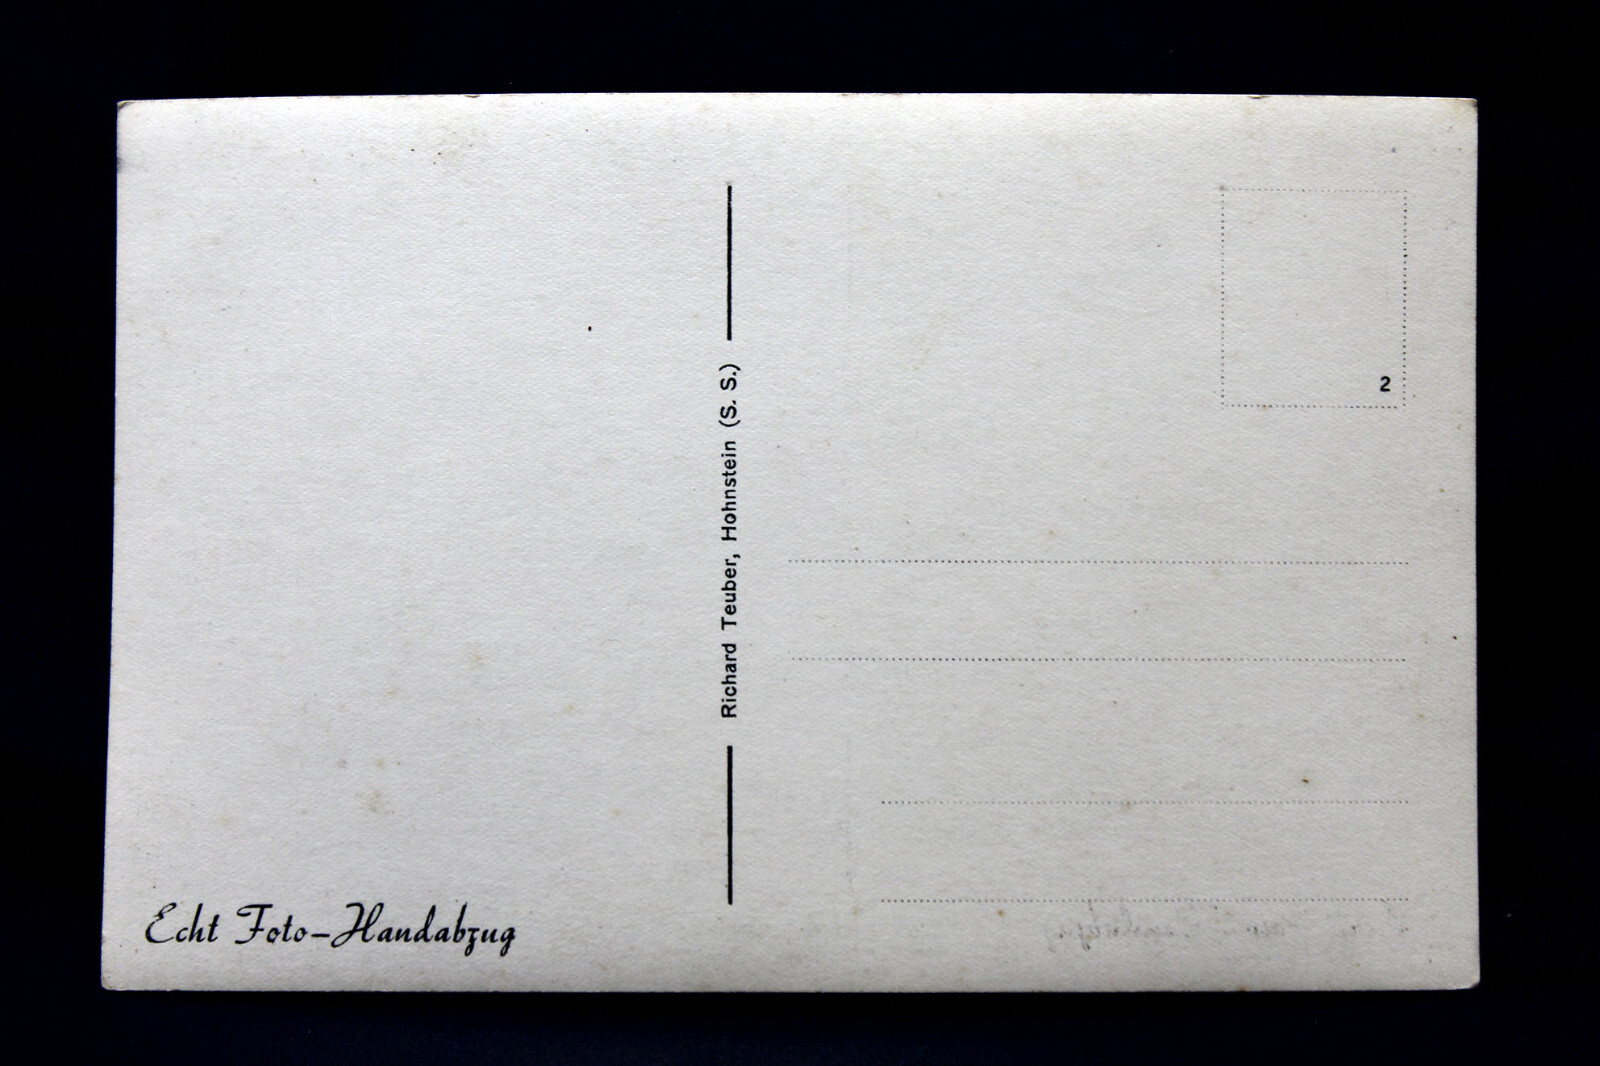 Echt Foto-Handabzug
Richard Teuber, Hohnstein (S. S.)
2